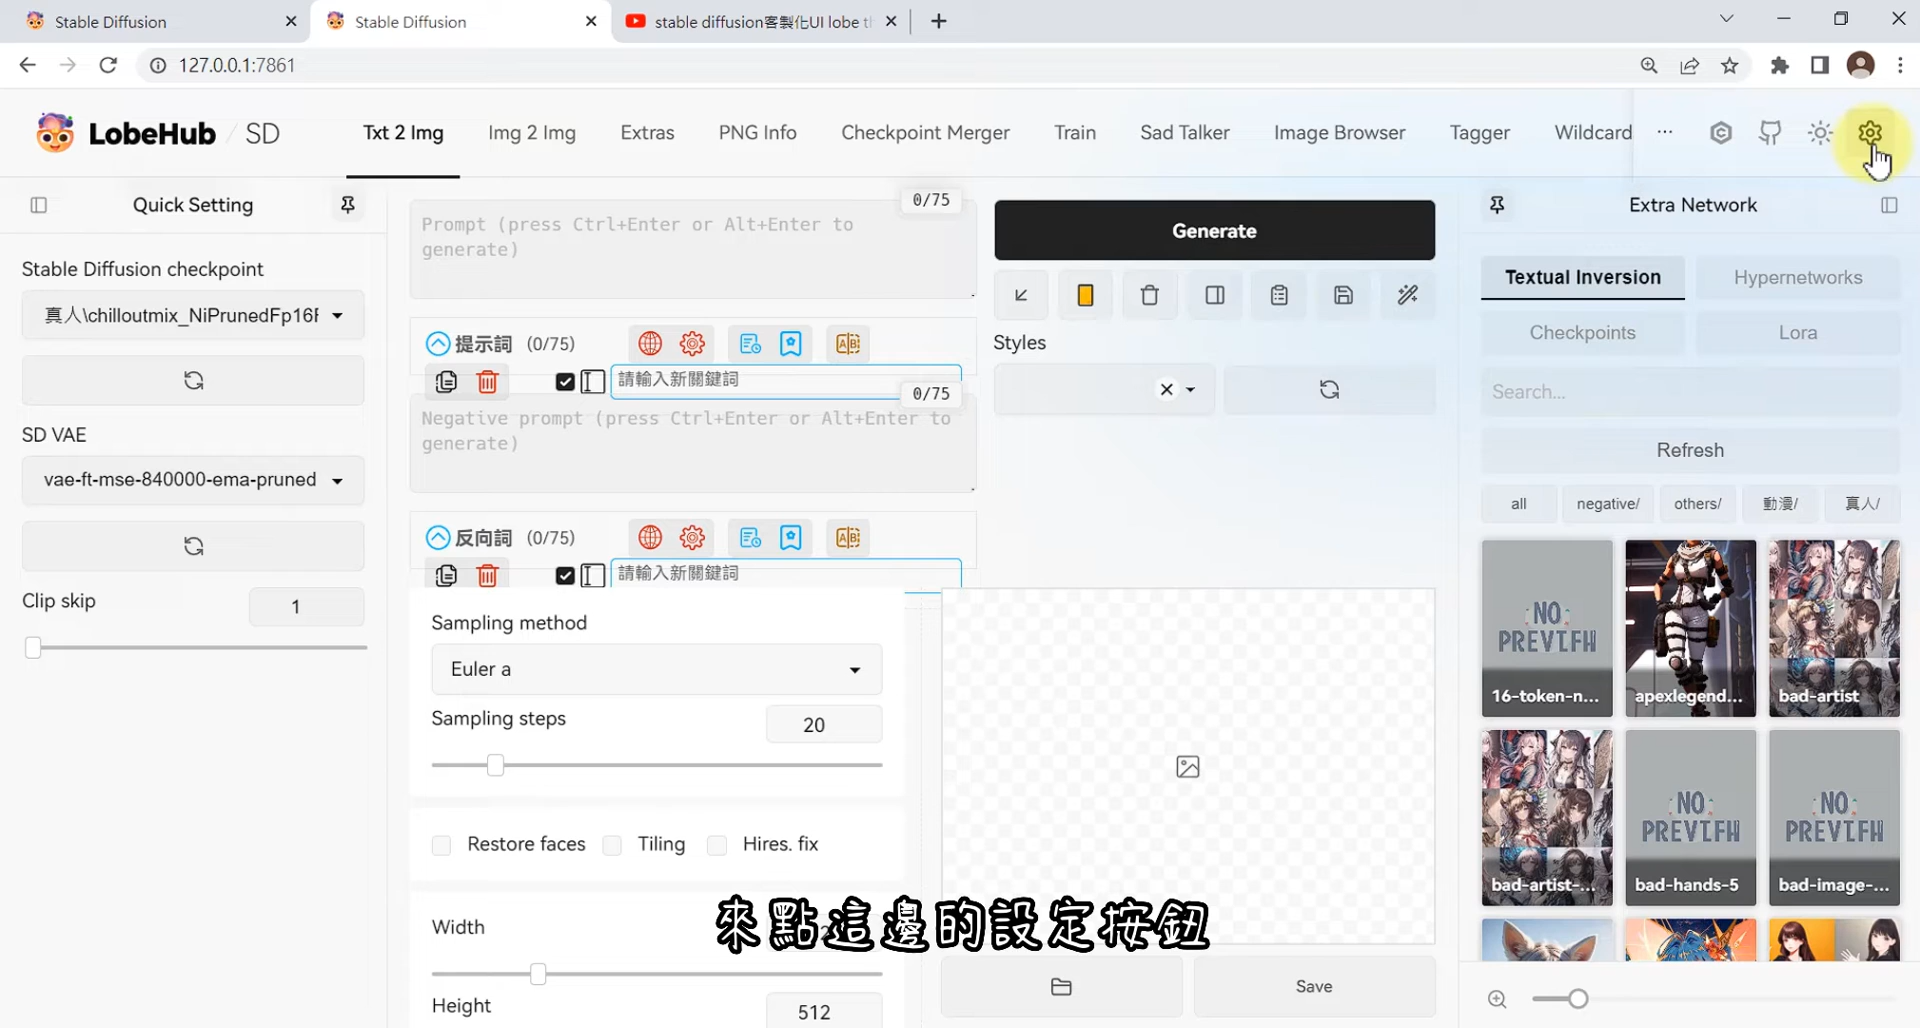 Stable Diffusion
Stable Diffusion
stable diffusion客製化UI lobe
127.0.0.1:7861
LobeHub / SD
Txt 2 Img
Img 2 Img
Extras
PNG Info
Checkpoint Merger
Train
Sad Talker
Image Browser
Tagger
Wildcard
...
Quick Setting
Stable Diffusion checkpoint
真人\chilloutmix_NiPrunedFp16F
SD VAE
vae-ft-mse-840000-ema-pruned
Clip skip
1
0/75
Prompt (press Ctrl+Enter or Alt+Enter to
generate)
提示詞 (0/75)
請輸入新關鍵詞
0/75
Negative prompt (press Ctrl+Enter or Alt+Enter to
generate)
反向詞 (0/75)
請輸入新關鍵詞
Sampling method
Euler a
Sampling steps
20
Restore faces
Tiling
Hires. fix
Width
Height
512
Generate
Styles
Save
Extra Network
Textual Inversion
Hypernetworks
Checkpoints
Lora
Search...
Refresh
all
negative/
others/
動漫/
真人/
NO
16-token-n...
apexlegend...
bad-artist
bad-artist-...
NO
bad-hands-5
NO
bad-image-...
來點這邊的設定按鈕